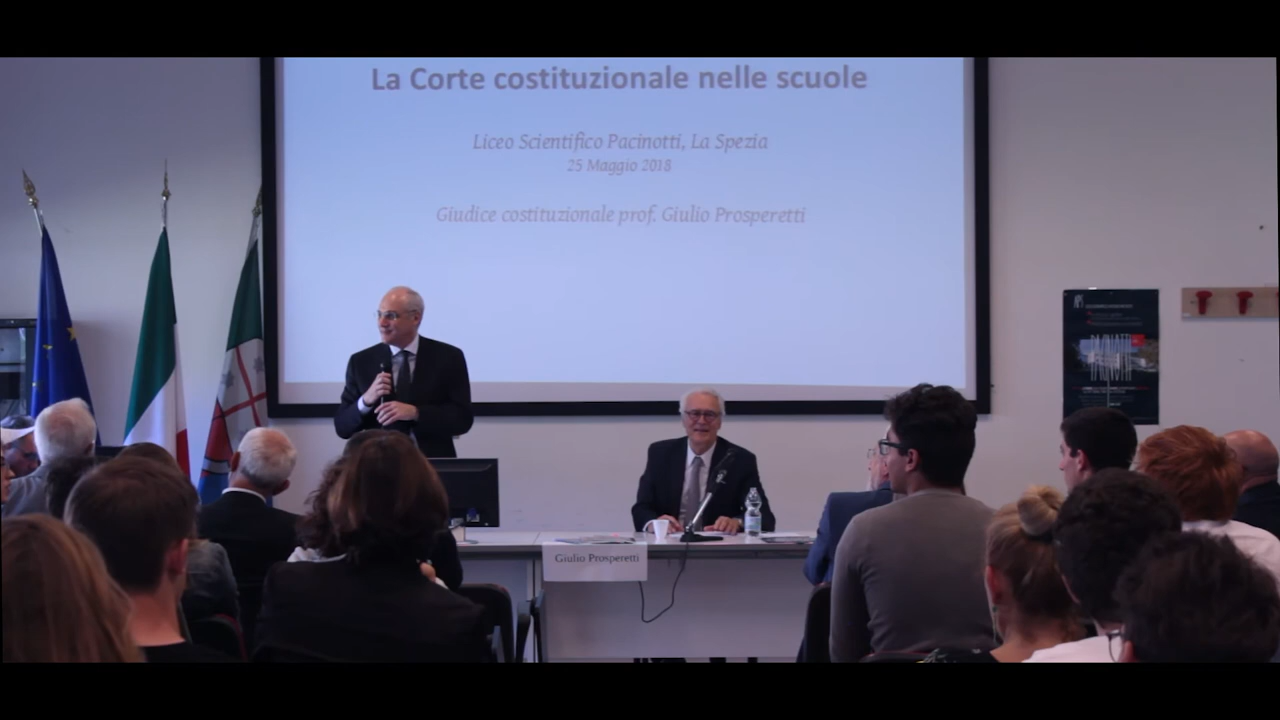 La Corte costituzionale nelle scuole
Liceo Scientifico Pacinotti, La Spezia
25 Maggio 2018
Giudice costituzionale prof. Giulio Prosperetti
Giulio Prosperetti